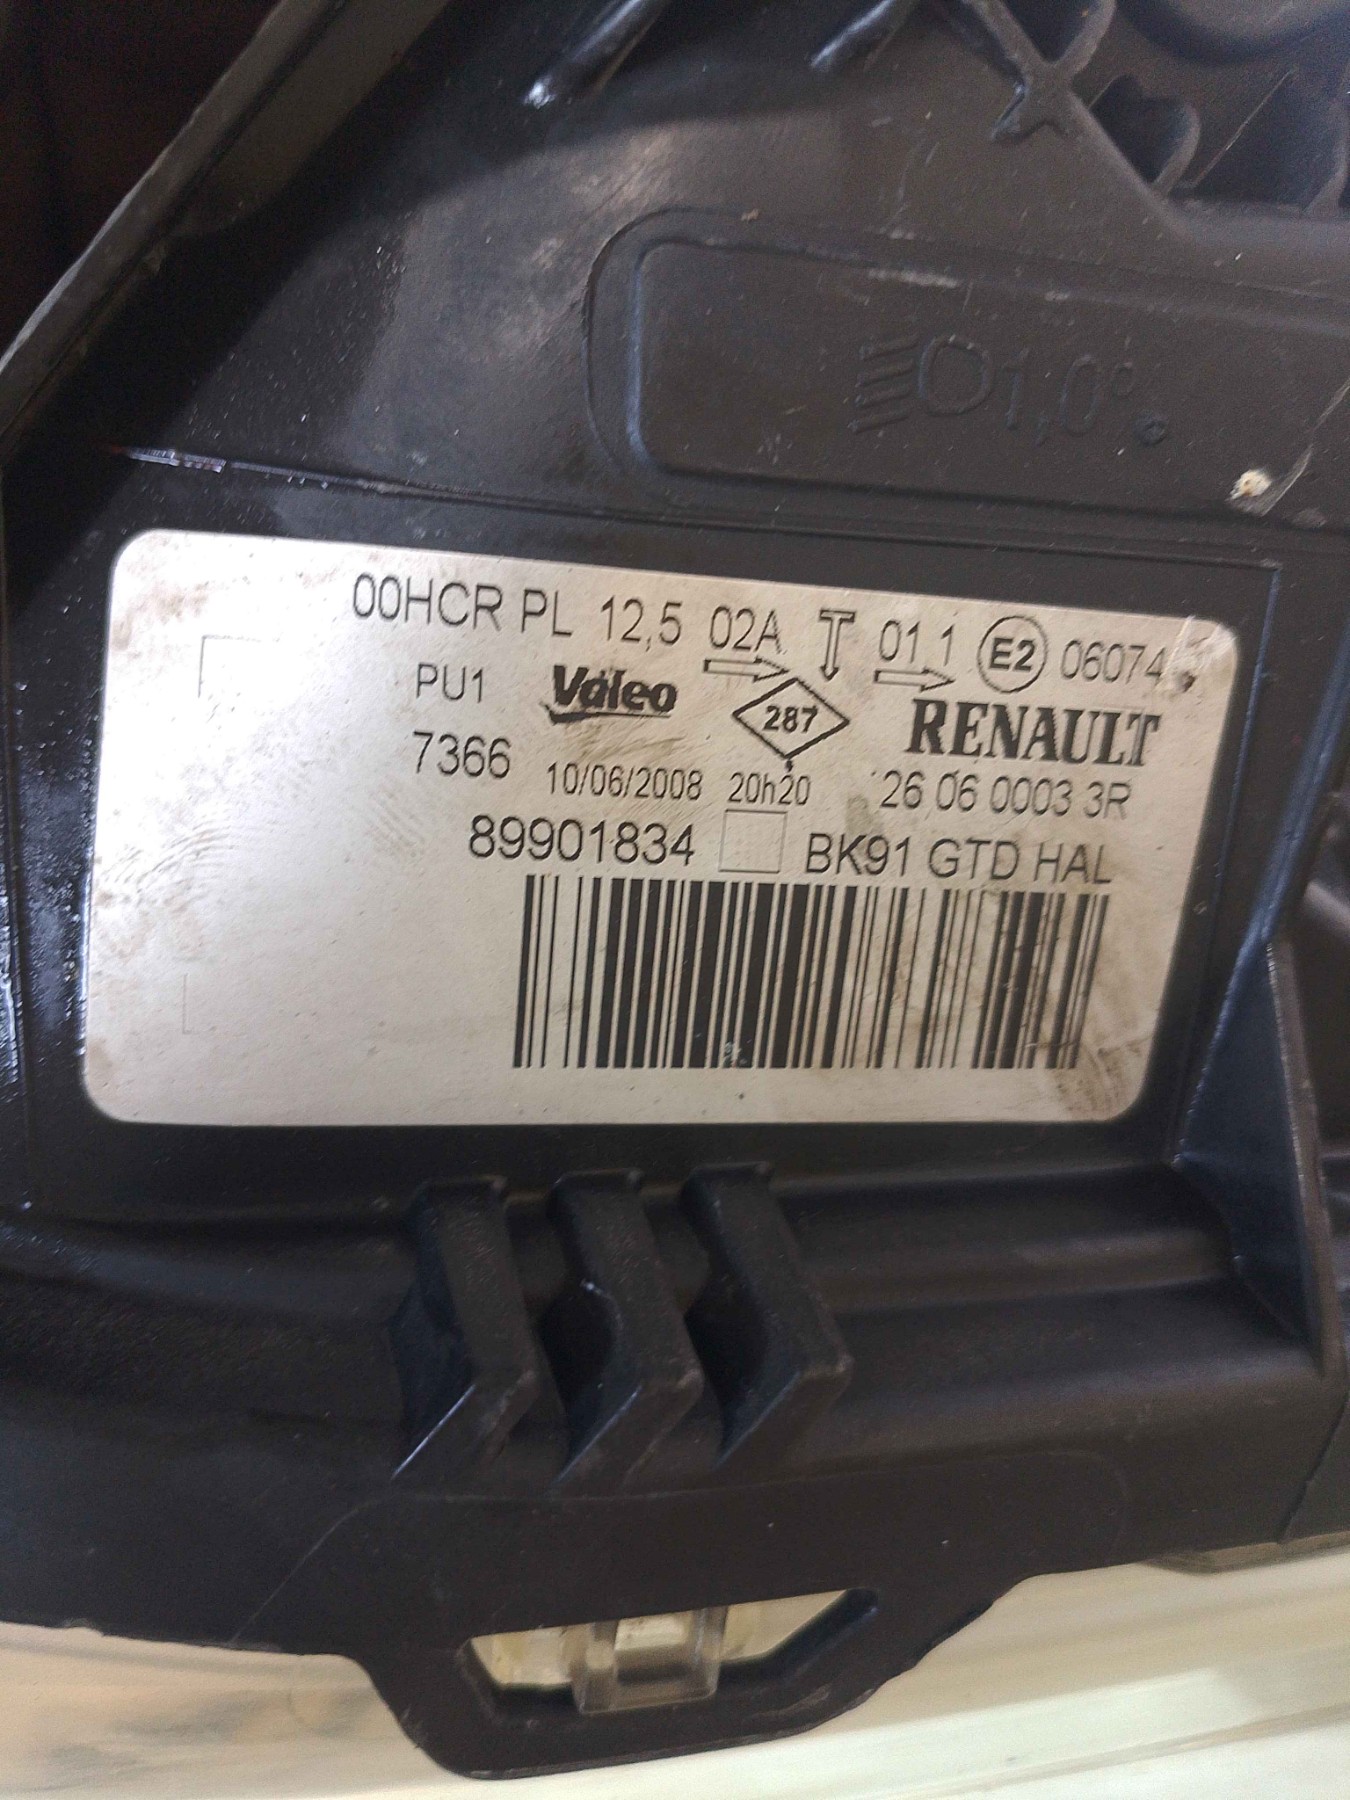 1,0%
00HCR PL 12,5 02A 01 1 E2 06074
PU1 Valeo 287 RENAULT
7366 10/06/2008 20h20 26 06 0003 3R
89901834 BK91 GTD HAL